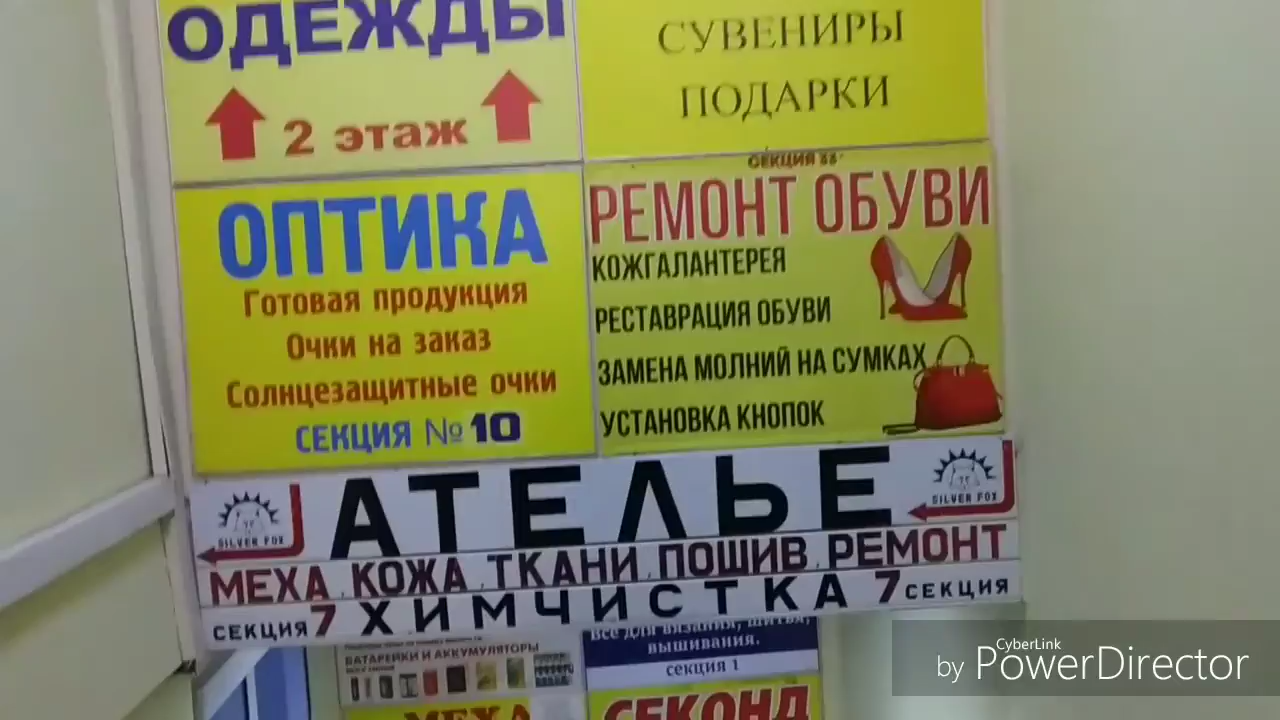 ОДЕЖДЫ
2 этаж
СУВЕНИРЫ
ПОДАРКИ
ОПТИКА
Готовая продукция
Очки на заказ
Солнцезащитные очки
СЕКЦИЯ № 10
СЕКЦИЯ
РЕМОНТ ОБУВИ
КОЖГАЛАНТЕРЕЯ
РЕСТАВРАЦИЯ ОБУВИ
ЗАМЕНА МОЛНИЙ НА СУМКАХ
УСТАНОВКА КНОПОК
SILVER FOX
АТЕЛЬЕ
SILVER FOX
МЕХА, КОЖА, ТКАНИ, ПОШИВ, РЕМОНТ
СЕКЦИЯ 7 ХИМЧИСТКА 7 СЕКЦИЯ
БАТАРЕЙКИ И АККУМУЛЯТОРЫ
все для вязания, шитья,
вышивания.
секция 1
МЕХА
СЕКОНД
CyberLink
by PowerDirector